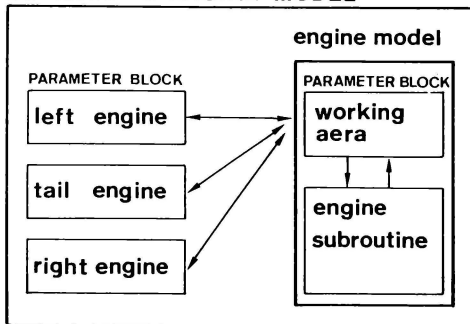 engine model
PARAMETER BLOCK
left engine
tail engine
right engine
PARAMETER BLOCK
working
aera
engine
subroutine